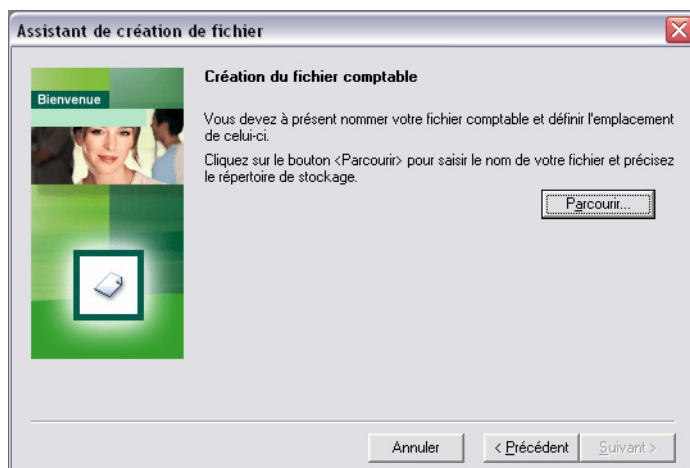 Assistant de création de fichier
Bienvenue
Création du fichier comptable
Vous devez à présent nommer votre fichier comptable et définir l'emplacement
de celui-ci.
Cliquez sur le bouton <Parcourir> pour saisir le nom de votre fichier et précisez
le répertoire de stockage.
Parcourir...
Annuler
< Précédent
Suivant >